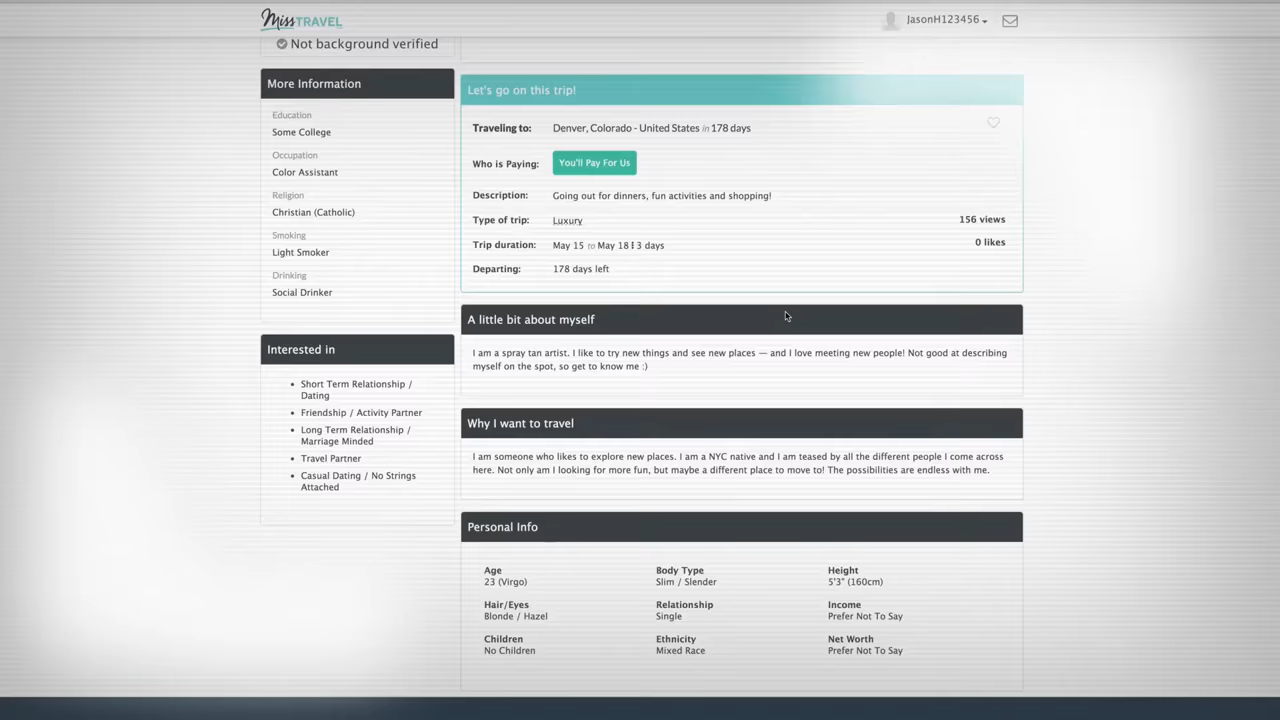 Miss TRAVEL
JasonH123456
Not background verified
More Information
Education
Some College
Occupation
Color Assistant
Religion
Christian (Catholic)
Smoking
Light Smoker
Drinking
Social Drinker
Interested in
Short Term Relationship /
Dating
Friendship / Activity Partner
Long Term Relationship /
Marriage Minded
Travel Partner
Casual Dating / No Strings
Attached
Let's go on this trip!
Traveling to: Denver, Colorado - United States in 178 days
Who is Paying: You'll Pay For Us
Description: Going out for dinners, fun activities and shopping!
Type of trip: Luxury 156 views
Trip duration: May 15 to May 18 3 days 0 likes
Departing: 178 days left
A little bit about myself
I am a spray tan artist. I like to try new things and see new places — and I love meeting new people! Not good at describing
myself on the spot, so get to know me :)
Why I want to travel
I am someone who likes to explore new places. I am a NYC native and I am teased by all the different people I come across
here. Not only am I looking for more fun, but maybe a different place to move to! The possibilities are endless with me.
Personal Info
Age Body Type Height
23 (Virgo) Slim / Slender 5'3" (160cm)
Hair/Eyes Relationship Income
Blonde / Hazel Single Prefer Not To Say
Children Ethnicity Net Worth
No Children Mixed Race Prefer Not To Say